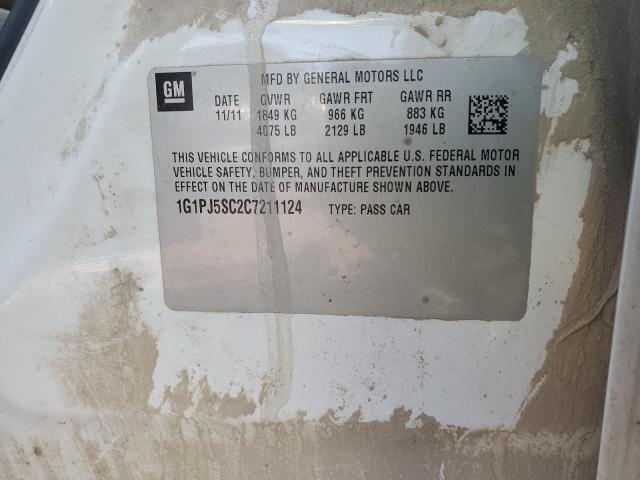 GM
MFD BY GENERAL MOTORS LLC
DATE GVWR GAWR FRT GAWR RR
11/11 1849 KG 966 KG 883 KG
4075 LB 2129 LB 1946 LB
THIS VEHICLE CONFORMS TO ALL APPLICABLE U.S. FEDERAL MOTOR
VEHICLE SAFETY, BUMPER, AND THEFT PREVENTION STANDARDS IN
EFFECT ON THE DATE OF MANUFACTURE SHOWN ABOVE.
1G1PJ5SC2C7211124 TYPE: PASS CAR